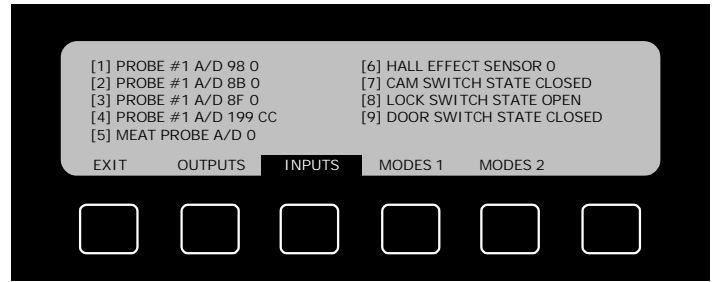 [1] PROBE #1 A/D 98 0
[2] PROBE #1 A/D 8B 0
[3] PROBE #1 A/D 8F 0
[4] PROBE #1 A/D 199 CC
[5] MEAT PROBE A/D 0
[6] HALL EFFECT SENSOR 0
[7] CAM SWITCH STATE CLOSED
[8] LOCK SWITCH STATE OPEN
[9] DOOR SWITCH STATE CLOSED
EXIT OUTPUTS INPUTS MODES 1 MODES 2